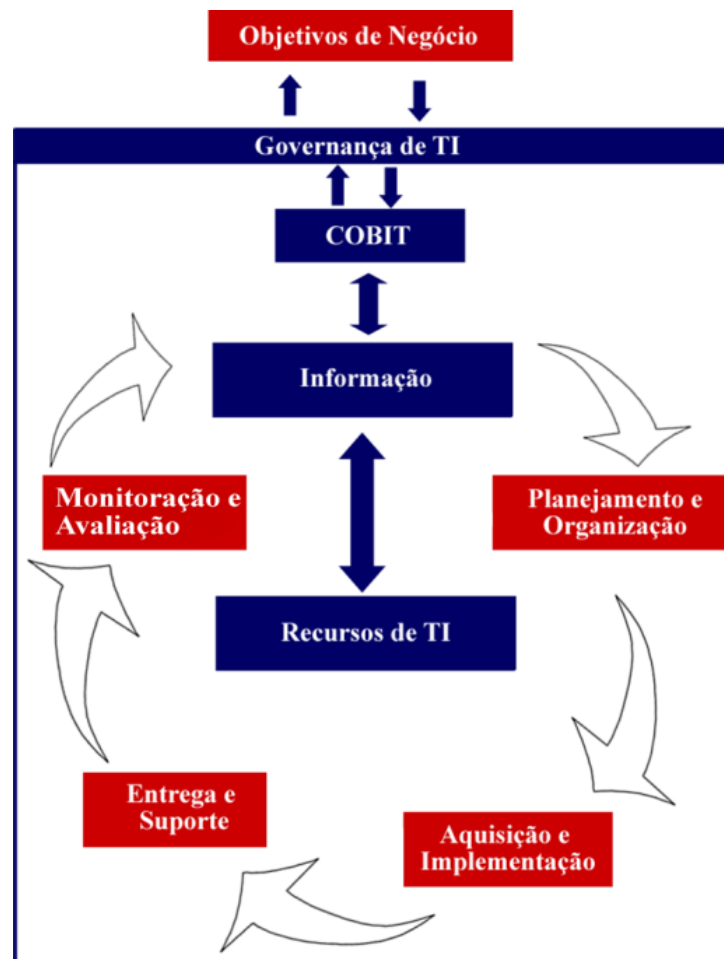 Objetivos de Negócio
Governança de TI
COBIT
Informação
Monitoração e
Avaliação
Planejamento e
Organização
Recursos de TI
Entrega e
Suporte
Aquisição e
Implementação